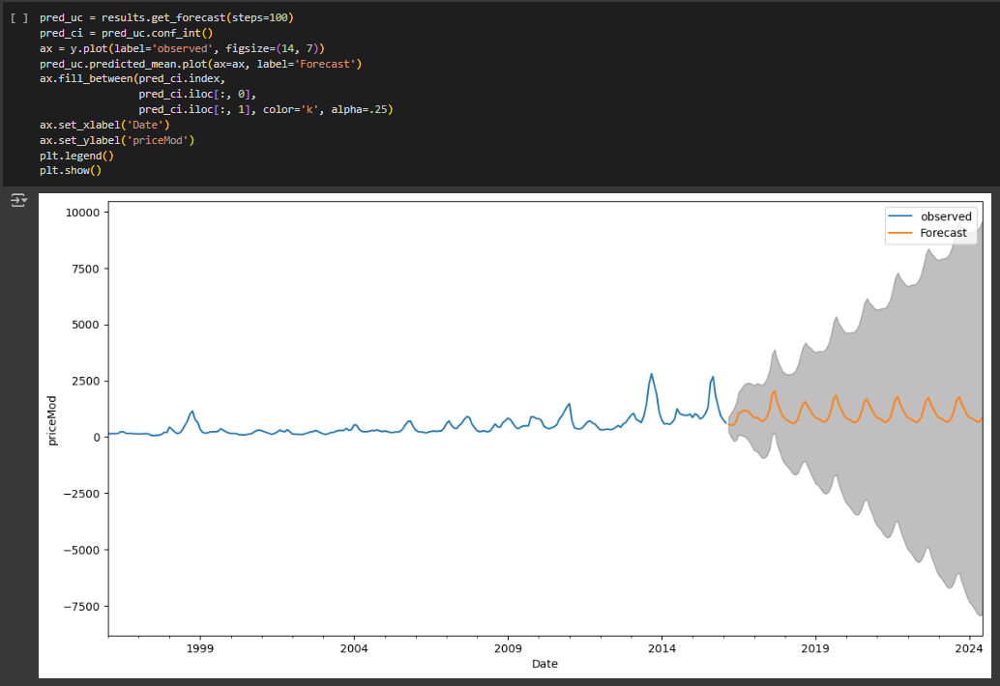 [ ] pred_uc = results.get_forecast(steps=100)
pred_ci = pred_uc.conf_int()
ax = y.plot(label='observed', figsize=(14, 7))
pred_uc.predicted_mean.plot(ax=ax, label='Forecast')
ax.fill_between(pred_ci.index,
                pred_ci.iloc[:, 0],
                pred_ci.iloc[:, 1], color='k', alpha=.25)
ax.set_xlabel('Date')
ax.set_ylabel('priceMod')
plt.legend()
plt.show()
observed
Forecast
10000
7500
5000
2500
0
−2500
−5000
−7500
priceMod
1999 2004 2009 2014 2019 2024
Date